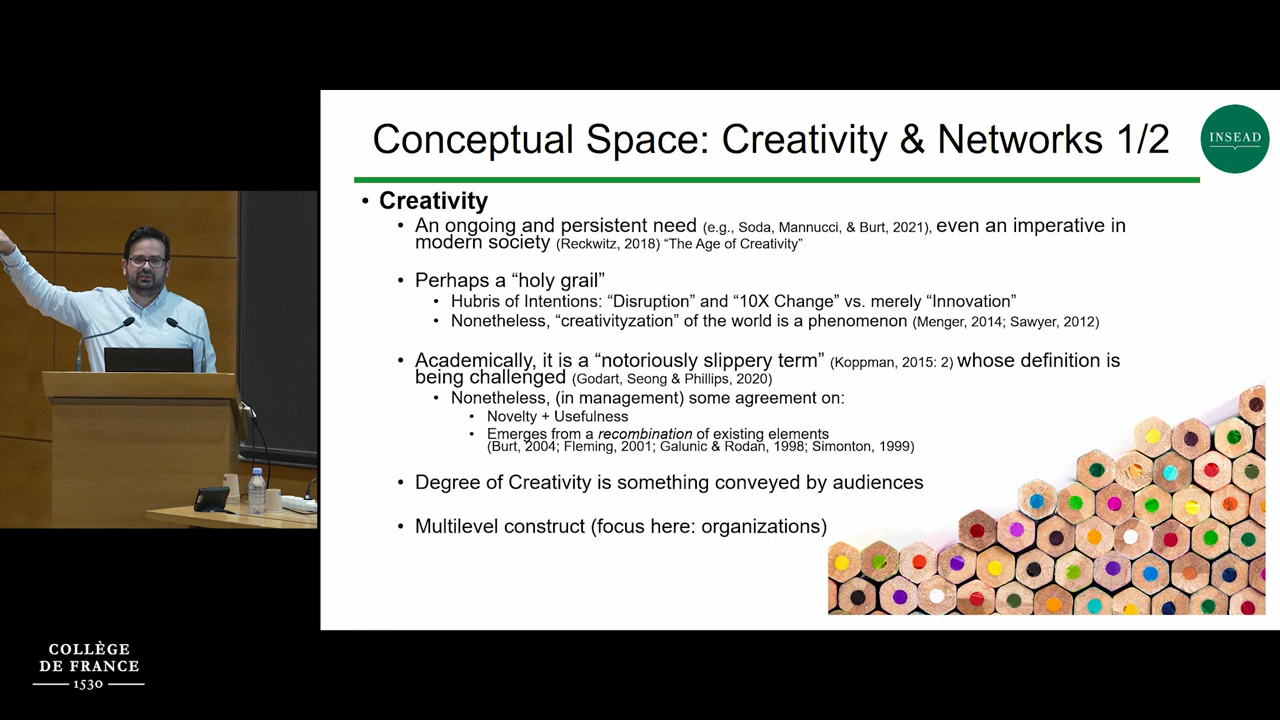 Conceptual Space: Creativity & Networks 1/2
INSEAD
• Creativity
• An ongoing and persistent need (e.g., Soda, Mannucci, & Burt, 2021), even an imperative in
modern society (Reckwitz, 2018) “The Age of Creativity”
• Perhaps a “holy grail”
• Hubris of Intentions: “Disruption” and “10X Change” vs. merely “Innovation”
• Nonetheless, “creativityzation” of the world is a phenomenon (Menger, 2014; Sawyer, 2012)
• Academically, it is a “notoriously slippery term” (Koppman, 2015: 2) whose definition is
being challenged (Godart, Seong & Phillips, 2020)
• Nonetheless, (in management) some agreement on:
• Novelty + Usefulness
• Emerges from a recombination of existing elements
(Burt, 2004; Fleming, 2001; Galunic & Rodan, 1998; Simonton, 1999)
• Degree of Creativity is something conveyed by audiences
• Multilevel construct (focus here: organizations)
COLLÈGE
DE FRANCE
1530